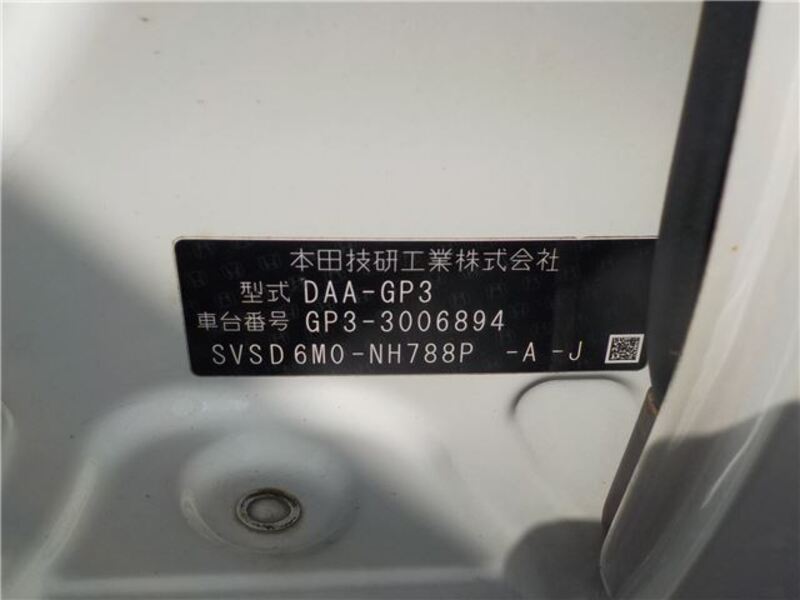 本田技研工業株式会社
型式 DAA-GP3
車台番号 GP3-3006894
SVSD6M0-NH788P -A -J